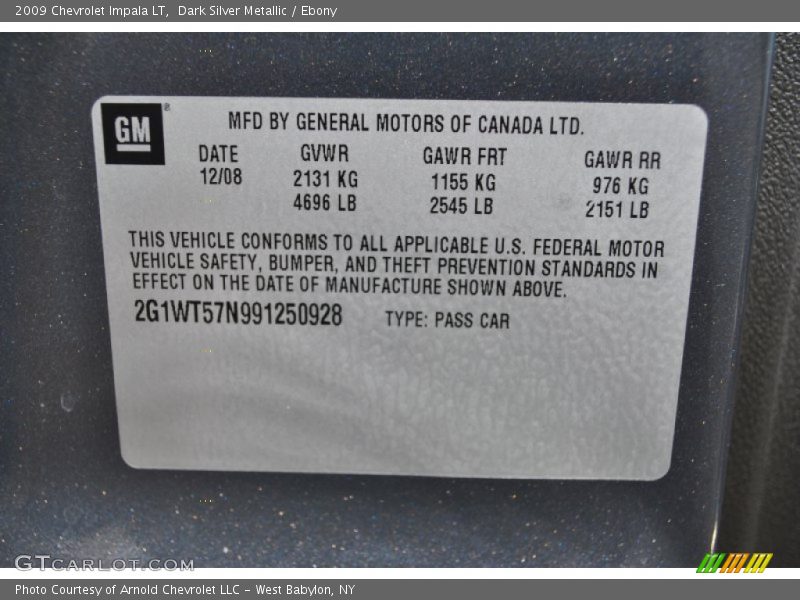 2009 Chevrolet Impala LT,  Dark Silver Metallic / Ebony
GM ®
MFD BY GENERAL MOTORS OF CANADA LTD.
DATE GVWR GAWR FRT GAWR RR
12/08 2131 KG 1155 KG 976 KG
4696 LB 2545 LB 2151 LB
THIS VEHICLE CONFORMS TO ALL APPLICABLE U.S. FEDERAL MOTOR
VEHICLE SAFETY, BUMPER, AND THEFT PREVENTION STANDARDS IN
EFFECT ON THE DATE OF MANUFACTURE SHOWN ABOVE.
2G1WT57N991250928 TYPE: PASS CAR
GTCARLOT.COM
Photo Courtesy of Arnold Chevrolet LLC - West Babylon, NY